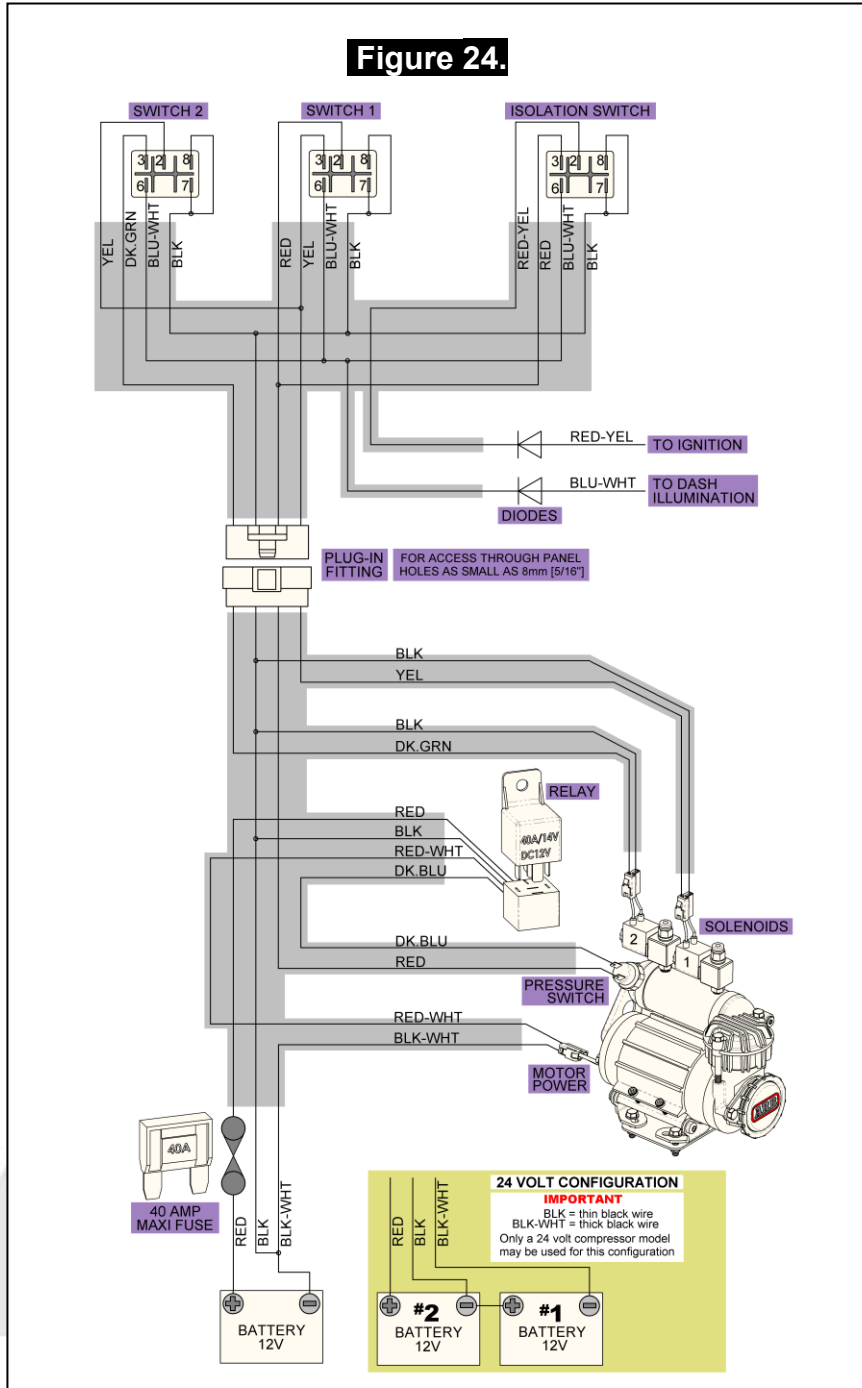 Figure 24.
SWITCH 2
SWITCH 1
ISOLATION SWITCH
3 2 8
6 7
3 2 8
6 7
3 2 8
6 7
YEL
DK.GRN
BLU-WHT
BLK
RED
YEL
BLU-WHT
BLK
RED-YEL
RED
BLU-WHT
BLK
RED-YEL
TO IGNITION
BLU-WHT
TO DASH
ILLUMINATION
DIODES
PLUG-IN
FITTING
FOR ACCESS THROUGH PANEL
HOLES AS SMALL AS 8mm [5/16"]
BLK
YEL
BLK
DK.GRN
RELAY
40A/14V
DC12V
RED
BLK
RED-WHT
DK.BLU
2
1
SOLENOIDS
DK.BLU
RED
PRESSURE
SWITCH
RED-WHT
BLK-WHT
MOTOR
POWER
ARB
40A
40 AMP
MAXI FUSE
RED
BLK
BLK-WHT
BATTERY
12V
24 VOLT CONFIGURATION
IMPORTANT
BLK = thin black wire
BLK-WHT = thick black wire
Only a 24 volt compressor model
may be used for this configuration
RED
BLK
BLK-WHT
#2
BATTERY
12V
#1
BATTERY
12V